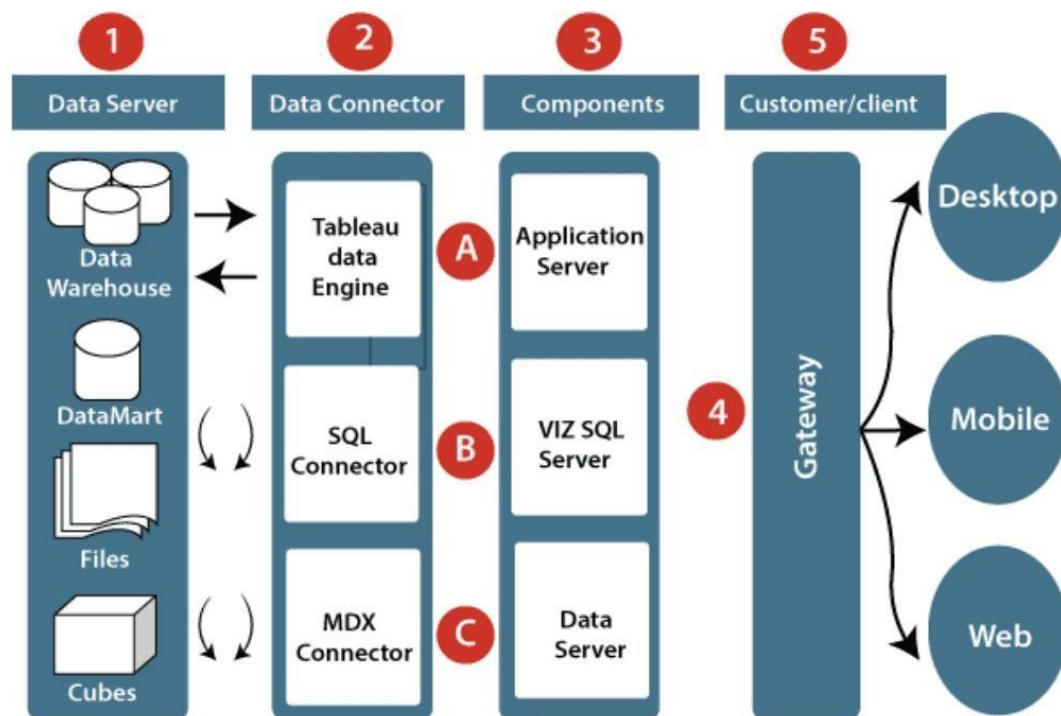 1
2
3
5
Data Server
Data Connector
Components
Customer/client
Data
Warehouse
DataMart
Files
Cubes
Tableau
data
Engine
SQL
Connector
MDX
Connector
A
B
C
Application
Server
VIZ SQL
Server
Data
Server
4
Gateway
Desktop
Mobile
Web